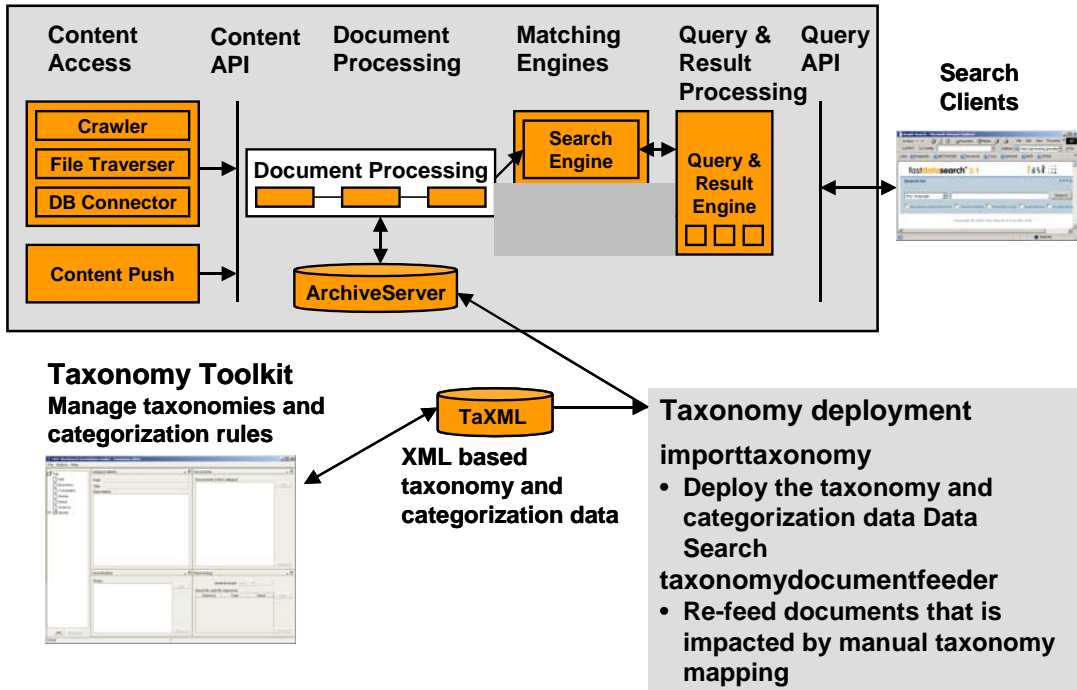 Content
Access
Content
API
Document
Processing
Matching
Engines
Query &
Result
Processing
Query
API
Search
Clients
Crawler
File Traverser
DB Connector
Content Push
Document Processing
ArchiveServer
Search
Engine
Query &
Result
Engine
fastdatasearch 3.1
Search
Taxonomy Toolkit
Manage taxonomies and
categorization rules
TaXML
XML based
taxonomy and
categorization data
Taxonomy deployment
importtaxonomy
• Deploy the taxonomy and
categorization data Data
Search
taxonomydocumentfeeder
• Re-feed documents that is
impacted by manual taxonomy
mapping